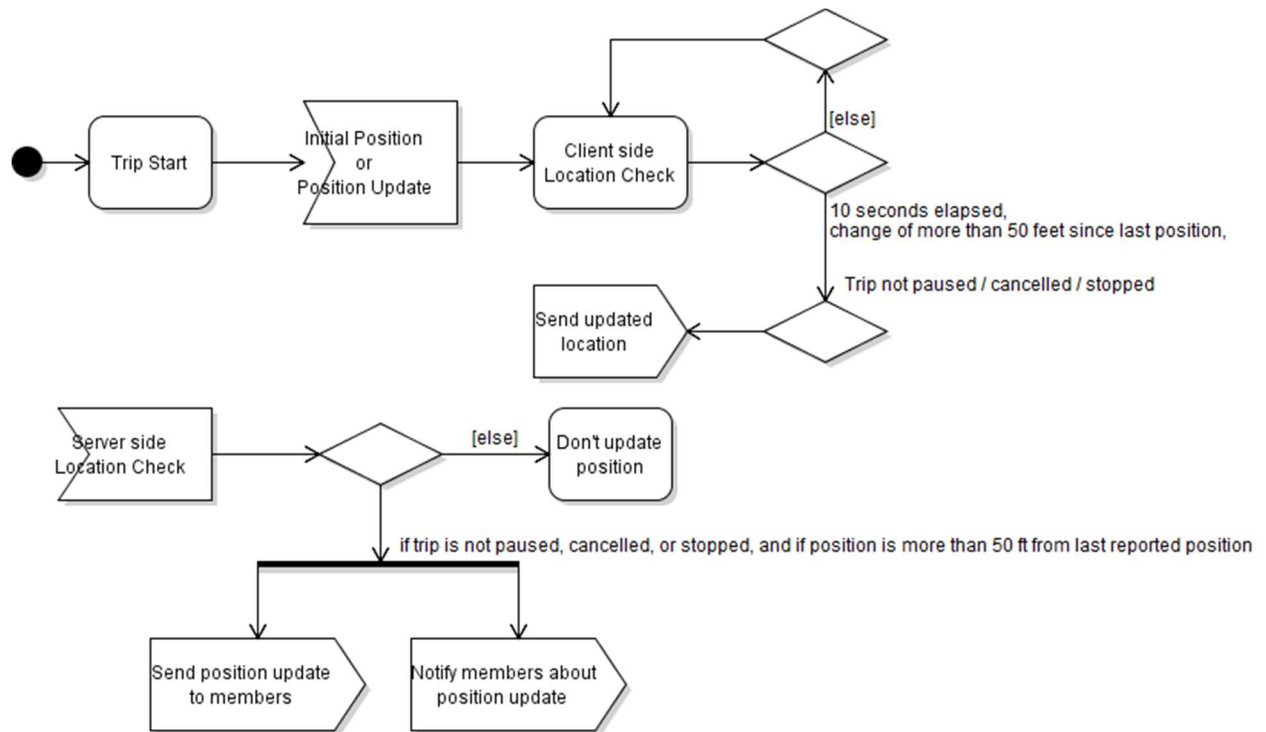 Trip Start
Initial Position
or
Position Update
Client side
Location Check
[else]
10 seconds elapsed,
change of more than 50 feet since last position,
Trip not paused / cancelled / stopped
Send updated
location
Server side
Location Check
[else]
Don't update
position
if trip is not paused, cancelled, or stopped, and if position is more than 50 ft from last reported position
Send position update
to members
Notify members about
position update